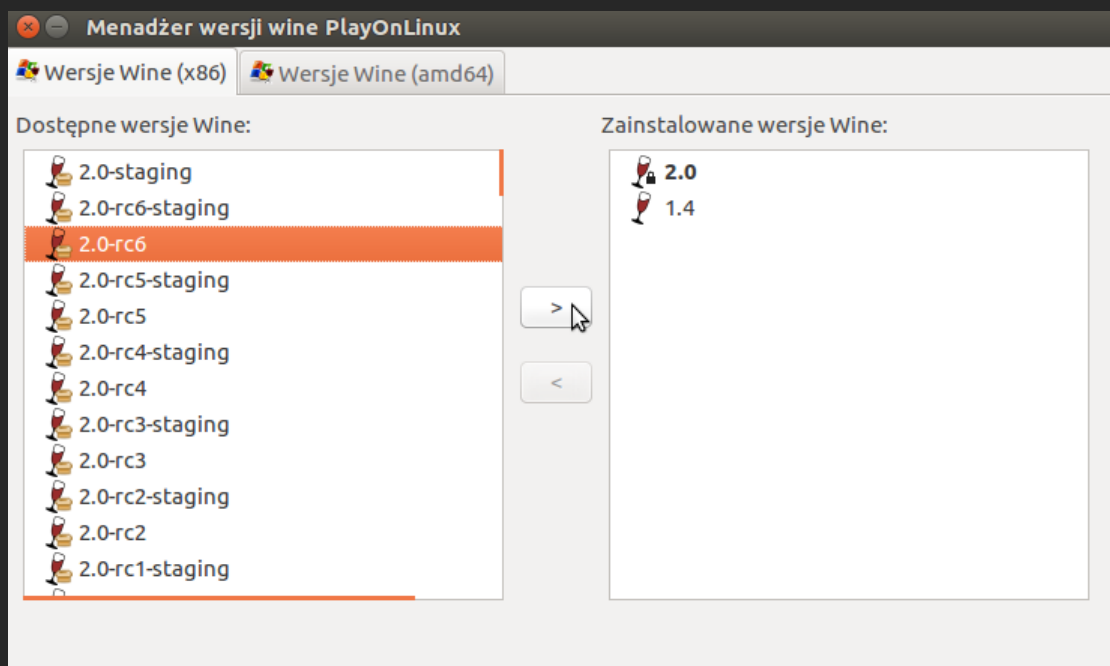 Menadżer wersji wine PlayOnLinux
Wersje Wine (x86)
Wersje Wine (amd64)
Dostępne wersje Wine:
2.0-staging
2.0-rc6-staging
2.0-rc6
2.0-rc5-staging
2.0-rc5
2.0-rc4-staging
2.0-rc4
2.0-rc3-staging
2.0-rc3
2.0-rc2-staging
2.0-rc2
2.0-rc1-staging
>
<
Zainstalowane wersje Wine:
2.0
1.4